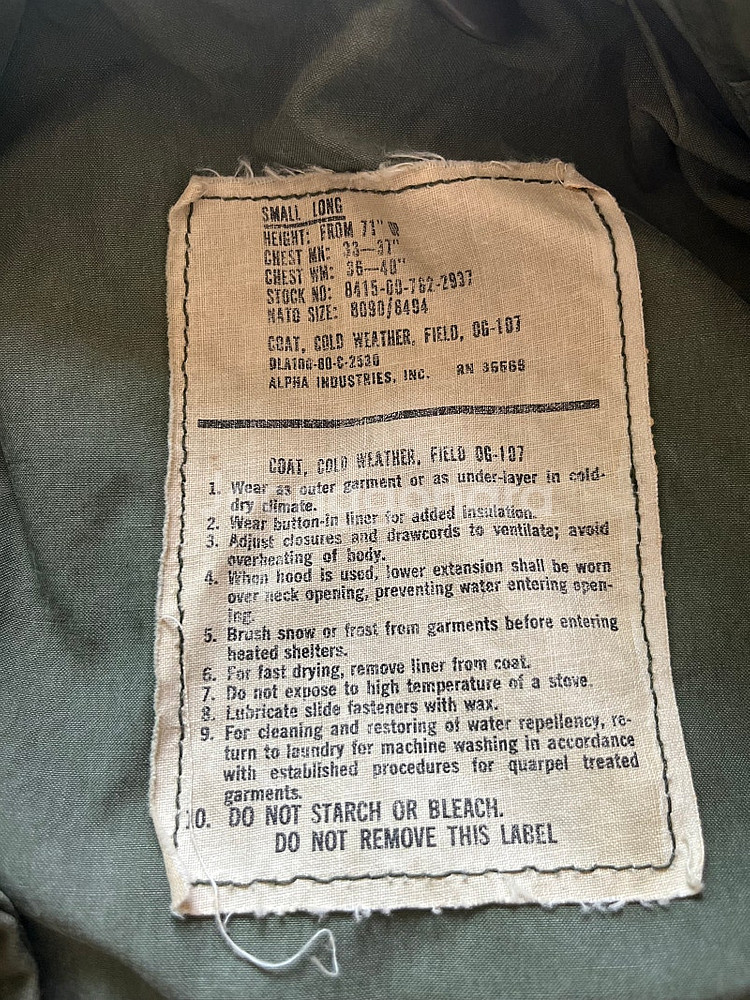 SMALL LONG
HEIGHT: FROM 71" UP
CHEST MN: 33—37"
CHEST WM: 36—40"
STOCK NO: 8415-00-782-2937
NATO SIZE: 8090/8494
COAT, COLD WEATHER, FIELD, OG-107
DLA100-80-C-2530
ALPHA INDUSTRIES, INC. RN 35569
COAT, COLD WEATHER, FIELD OG-107
1. Wear as outer garment or as under-layer in cold-
dry climate.
2. Wear button-in liner for added insulation.
3. Adjust closures and drawcords to ventilate; avoid
overheating of body.
4. When hood is used, lower extension shall be worn
over neck opening, preventing water entering open-
ing.
5. Brush snow or frost from garments before entering
heated shelters.
6. For fast drying, remove liner from coat.
7. Do not expose to high temperature of a stove.
8. Lubricate slide fasteners with wax.
9. For cleaning and restoring of water repellency, re-
turn to laundry for machine washing in accordance
with established procedures for quarpel treated
garments.
10. DO NOT STARCH OR BLEACH.
DO NOT REMOVE THIS LABEL